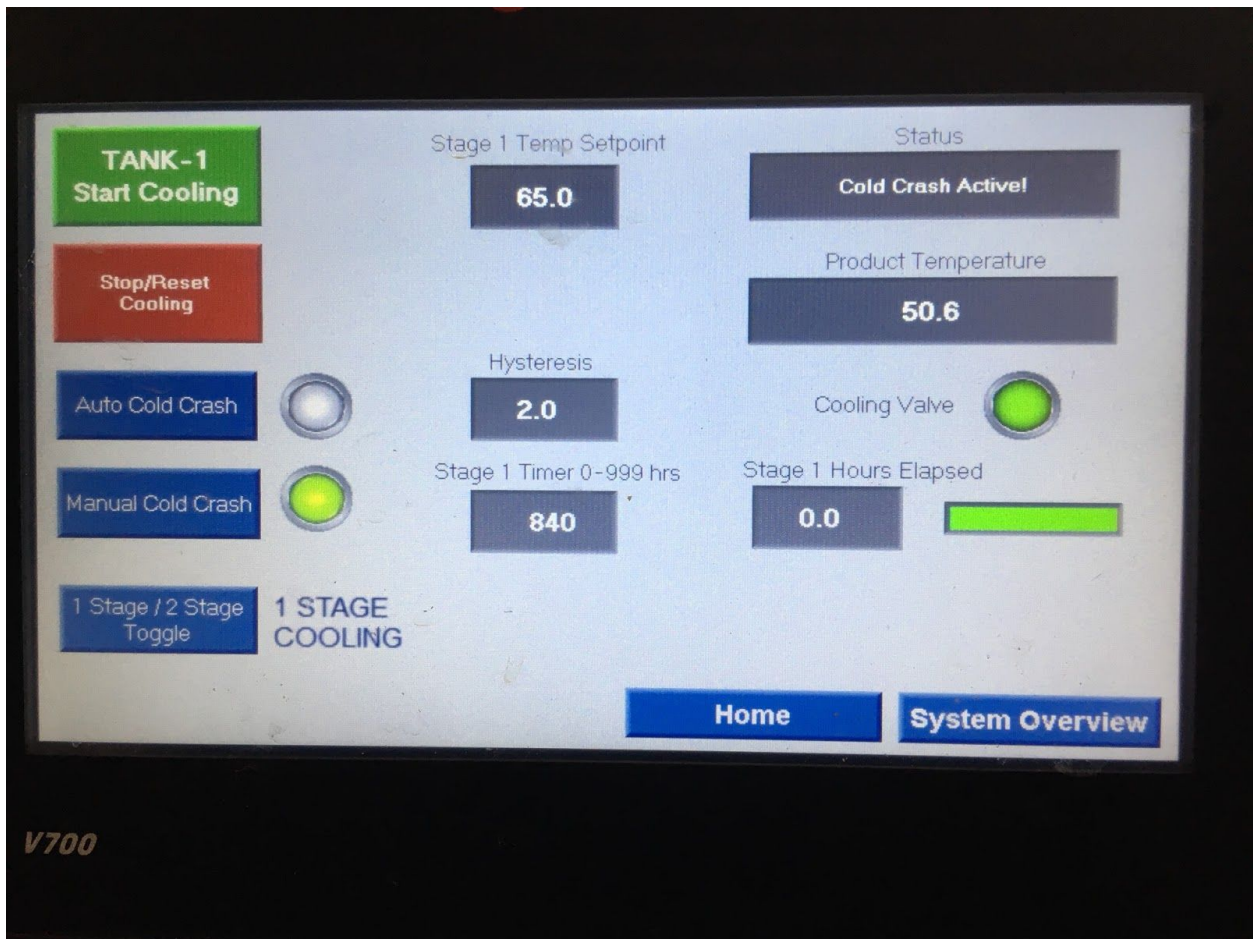 TANK-1
Start Cooling
Stage 1 Temp Setpoint
65.0
Status
Cold Crash Active!
Stop/Reset
Cooling
Product Temperature
50.6
Auto Cold Crash
Hysteresis
2.0
Cooling Valve
Manual Cold Crash
Stage 1 Timer 0-999 hrs
840
Stage 1 Hours Elapsed
0.0
1 Stage / 2 Stage
Toggle
1 STAGE
COOLING
Home
System Overview
V700